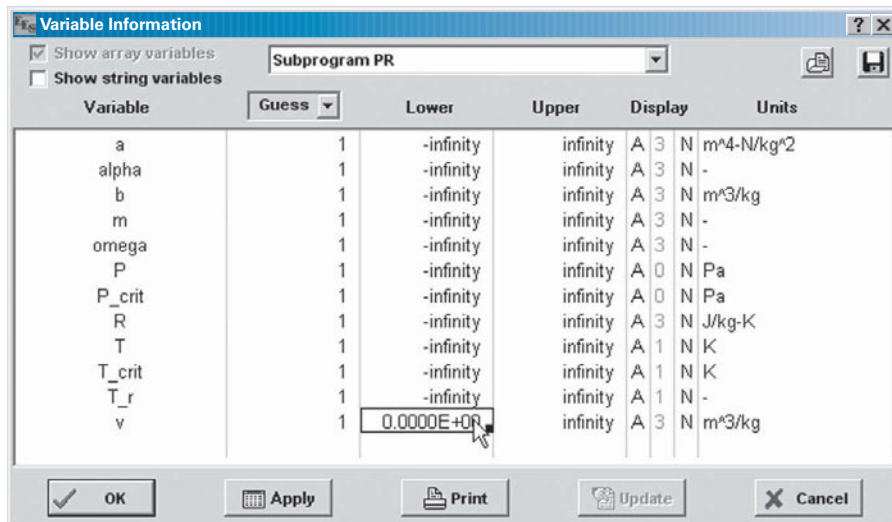 EES Variable Information ? X
Show array variables
Show string variables
Subprogram PR
Variable Guess Lower Upper Display Units
a 1 -infinity infinity A 3 N m^4-N/kg^2
alpha 1 -infinity infinity A 3 N -
b 1 -infinity infinity A 3 N m^3/kg
m 1 -infinity infinity A 3 N -
omega 1 -infinity infinity A 3 N -
P 1 -infinity infinity A 0 N Pa
P_crit 1 -infinity infinity A 0 N Pa
R 1 -infinity infinity A 3 N J/kg-K
T 1 -infinity infinity A 1 N K
T_crit 1 -infinity infinity A 1 N K
T_r 1 -infinity infinity A 1 N -
v 1 0.0000E+00 infinity A 3 N m^3/kg
OK Apply Print Update Cancel